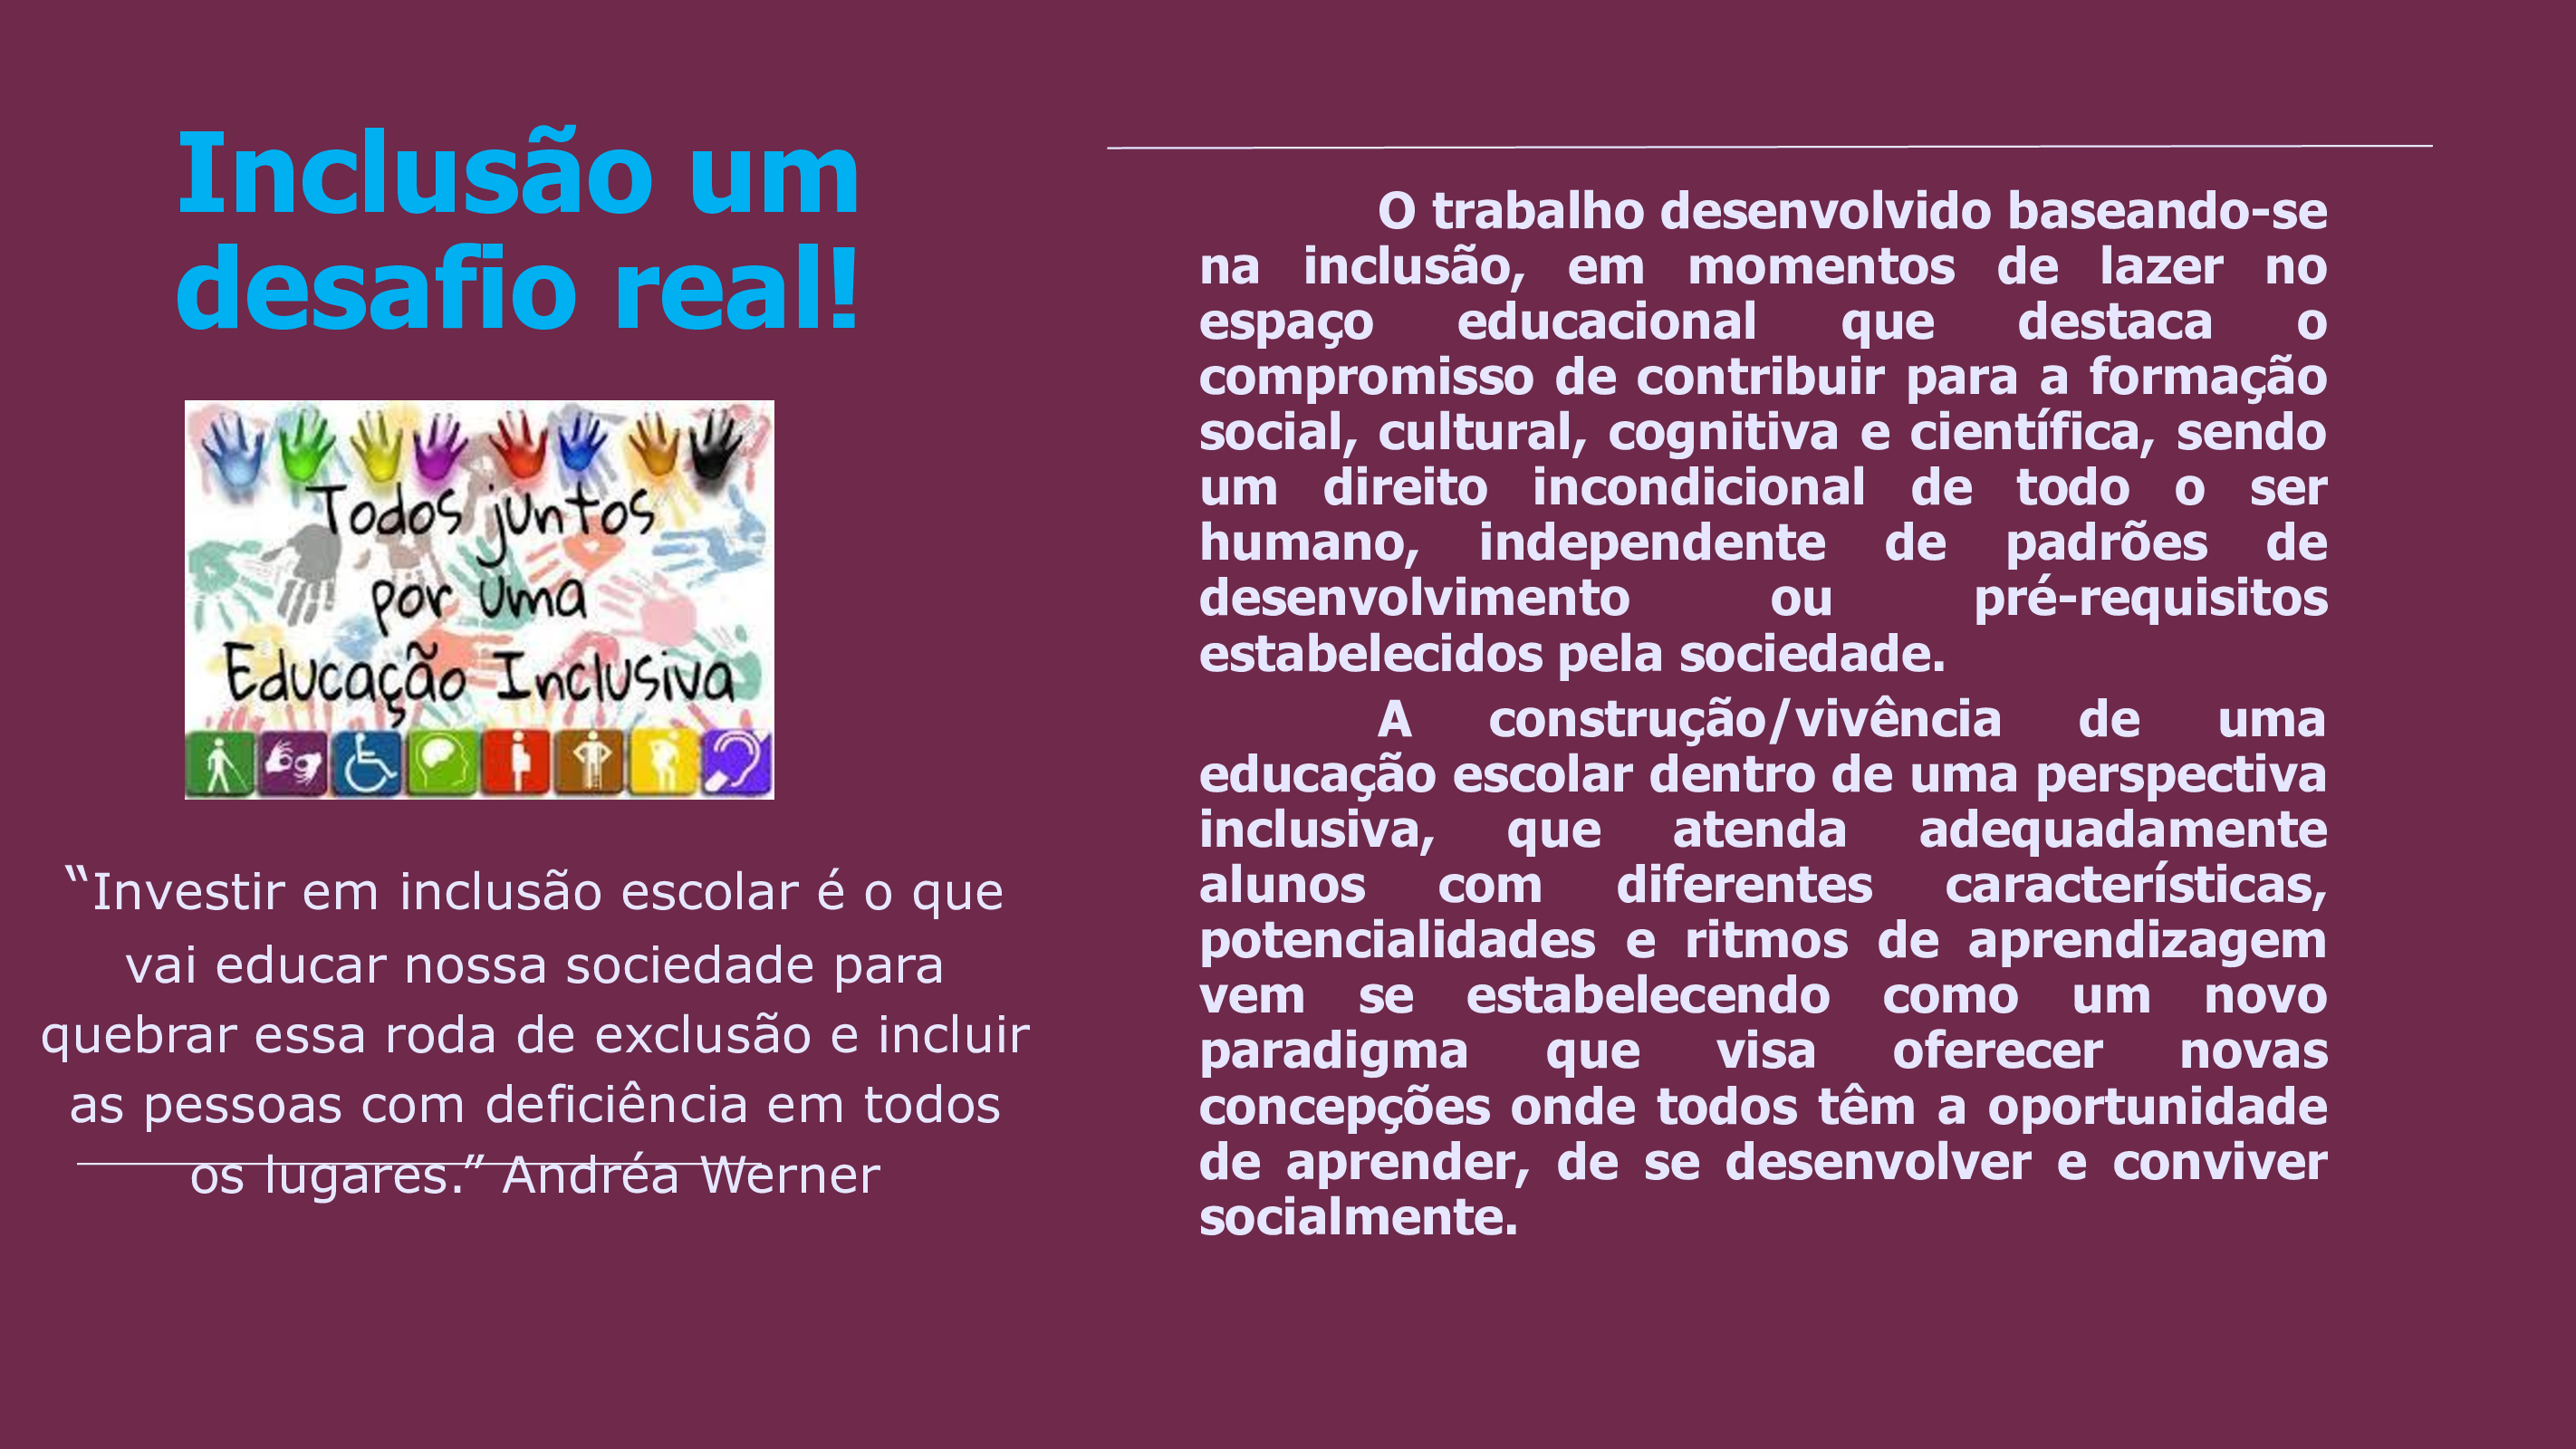 Inclusão um
desafio real!
Todos juntos
por uma
Educação Inclusiva
“Investir em inclusão escolar é o que
vai educar nossa sociedade para
quebrar essa roda de exclusão e incluir
as pessoas com deficiência em todos
os lugares.” Andréa Werner
O trabalho desenvolvido baseando-se
na inclusão, em momentos de lazer no
espaço educacional que destaca o
compromisso de contribuir para a formação
social, cultural, cognitiva e científica, sendo
um direito incondicional de todo o ser
humano, independente de padrões de
desenvolvimento ou pré-requisitos
estabelecidos pela sociedade.
A construção/vivência de uma
educação escolar dentro de uma perspectiva
inclusiva, que atenda adequadamente
alunos com diferentes características,
potencialidades e ritmos de aprendizagem
vem se estabelecendo como um novo
paradigma que visa oferecer novas
concepções onde todos têm a oportunidade
de aprender, de se desenvolver e conviver
socialmente.